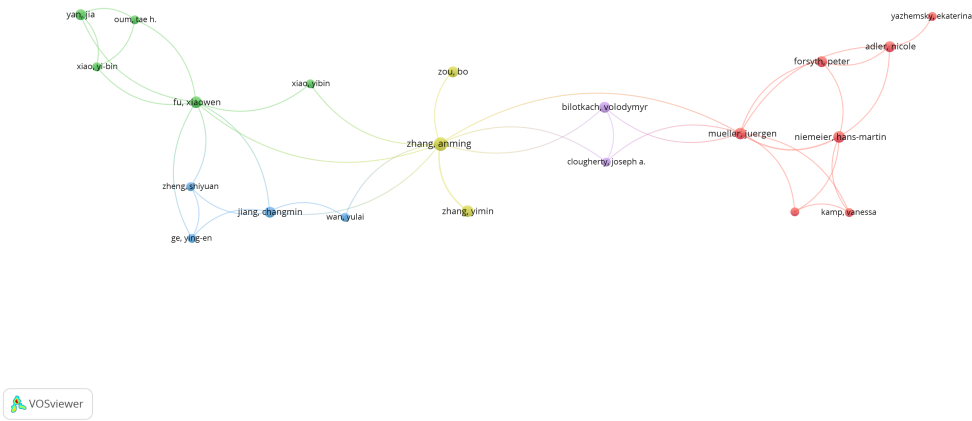 yan, jia
oum, tae h.
yazhemsky, ekaterina
adler, nicole
forsyth, peter
xiao, yi-bin
zou, bo
xiao, yibin
fu, xiaowen
bilotkach, volodymyr
mueller, juergen
niemeier, hans-martin
zhang, anming
clougherty, joseph a.
zheng, shiyuan
jiang, changmin
wan, yulai
zhang, yimin
kamp, vanessa
ge, ying-en
VOSviewer